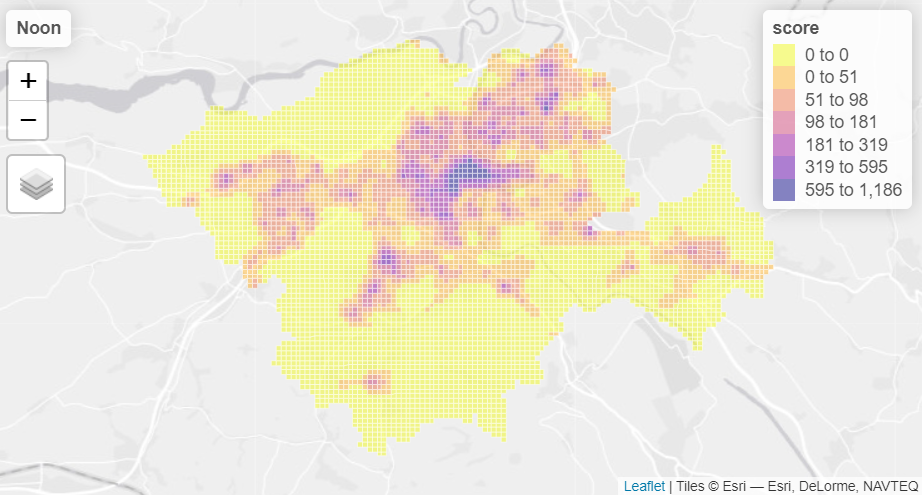 Noon
+
−
score
0 to 0
0 to 51
51 to 98
98 to 181
181 to 319
319 to 595
595 to 1,186
Leaflet | Tiles © Esri — Esri, DeLorme, NAVTEQ